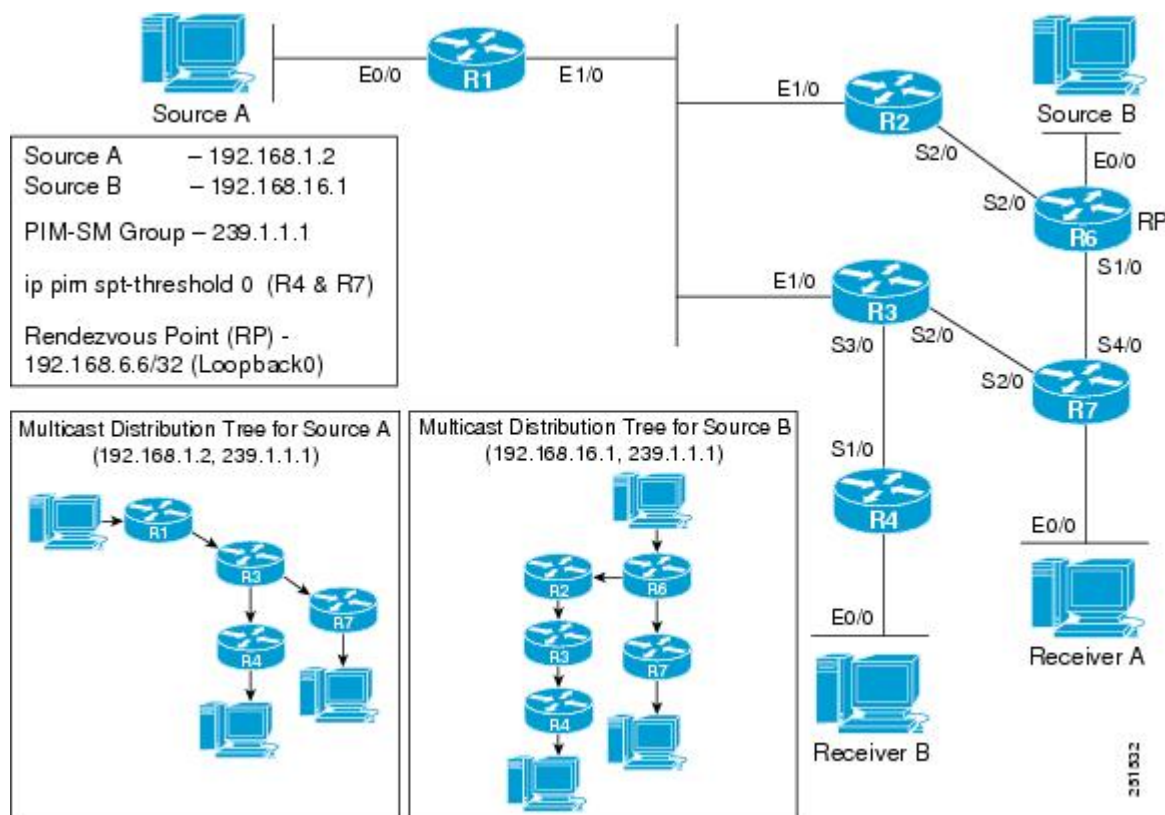 Source A
E0/0
R1
E1/0
E1/0
R2
S2/0
Source B
E0/0
S2/0
R6
RP
S1/0
Source A – 192.168.1.2
Source B – 192.168.16.1
PIM-SM Group – 239.1.1.1
ip pim spt-threshold 0 (R4 & R7)
Rendezvous Point (RP) -
192.168.6.6/32 (Loopback0)
E1/0
R3
S3/0
S2/0
S4/0
S2/0
R7
S1/0
R4
E0/0
E0/0
Receiver A
Receiver B
Multicast Distribution Tree for Source A
(192.168.1.2, 239.1.1.1)
R1
R3
R7
R4
Multicast Distribution Tree for Source B
(192.168.16.1, 239.1.1.1)
R2
R6
R3
R7
R4
251532